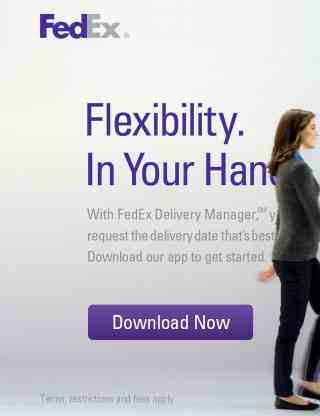 FedEx®
Flexibility.
In Your Han
With FedEx Delivery Manager,℠ y
request the delivery date that's best
Download our app to get started.
Download Now
Terms, restrictions and fees apply.